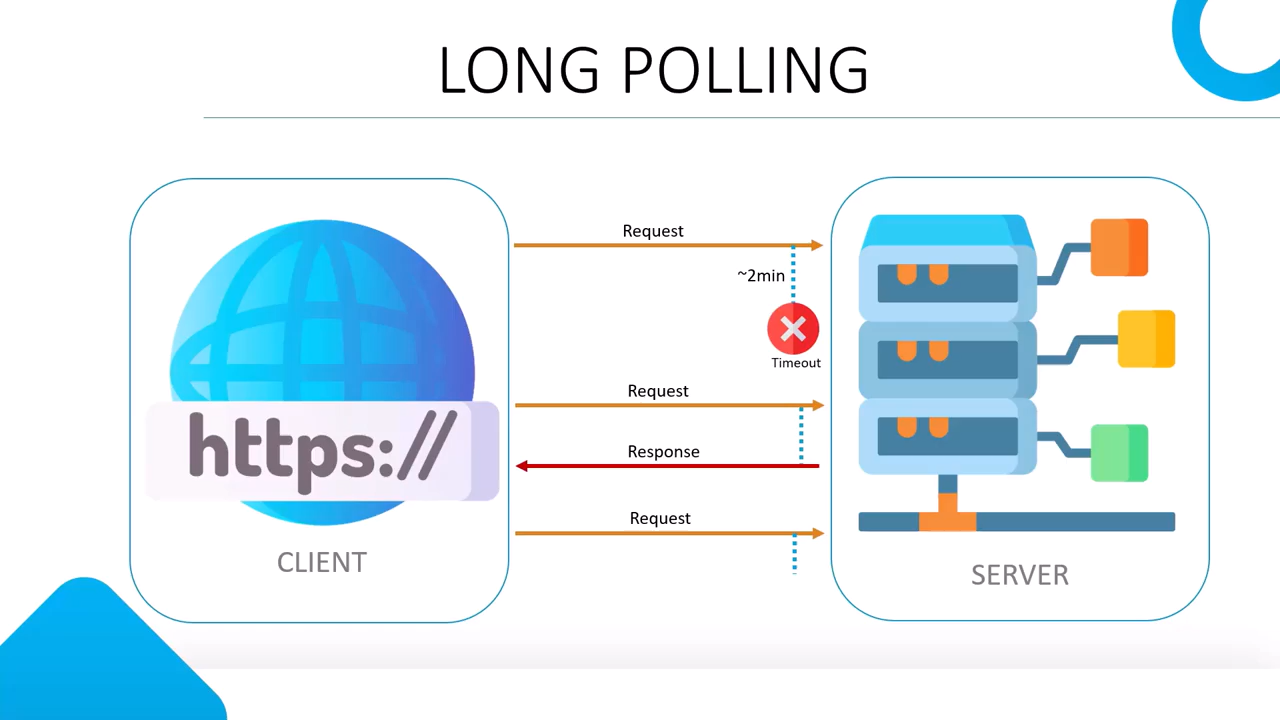 LONG POLLING
Request
~2min
Timeout
Request
https://
Response
Request
CLIENT
SERVER